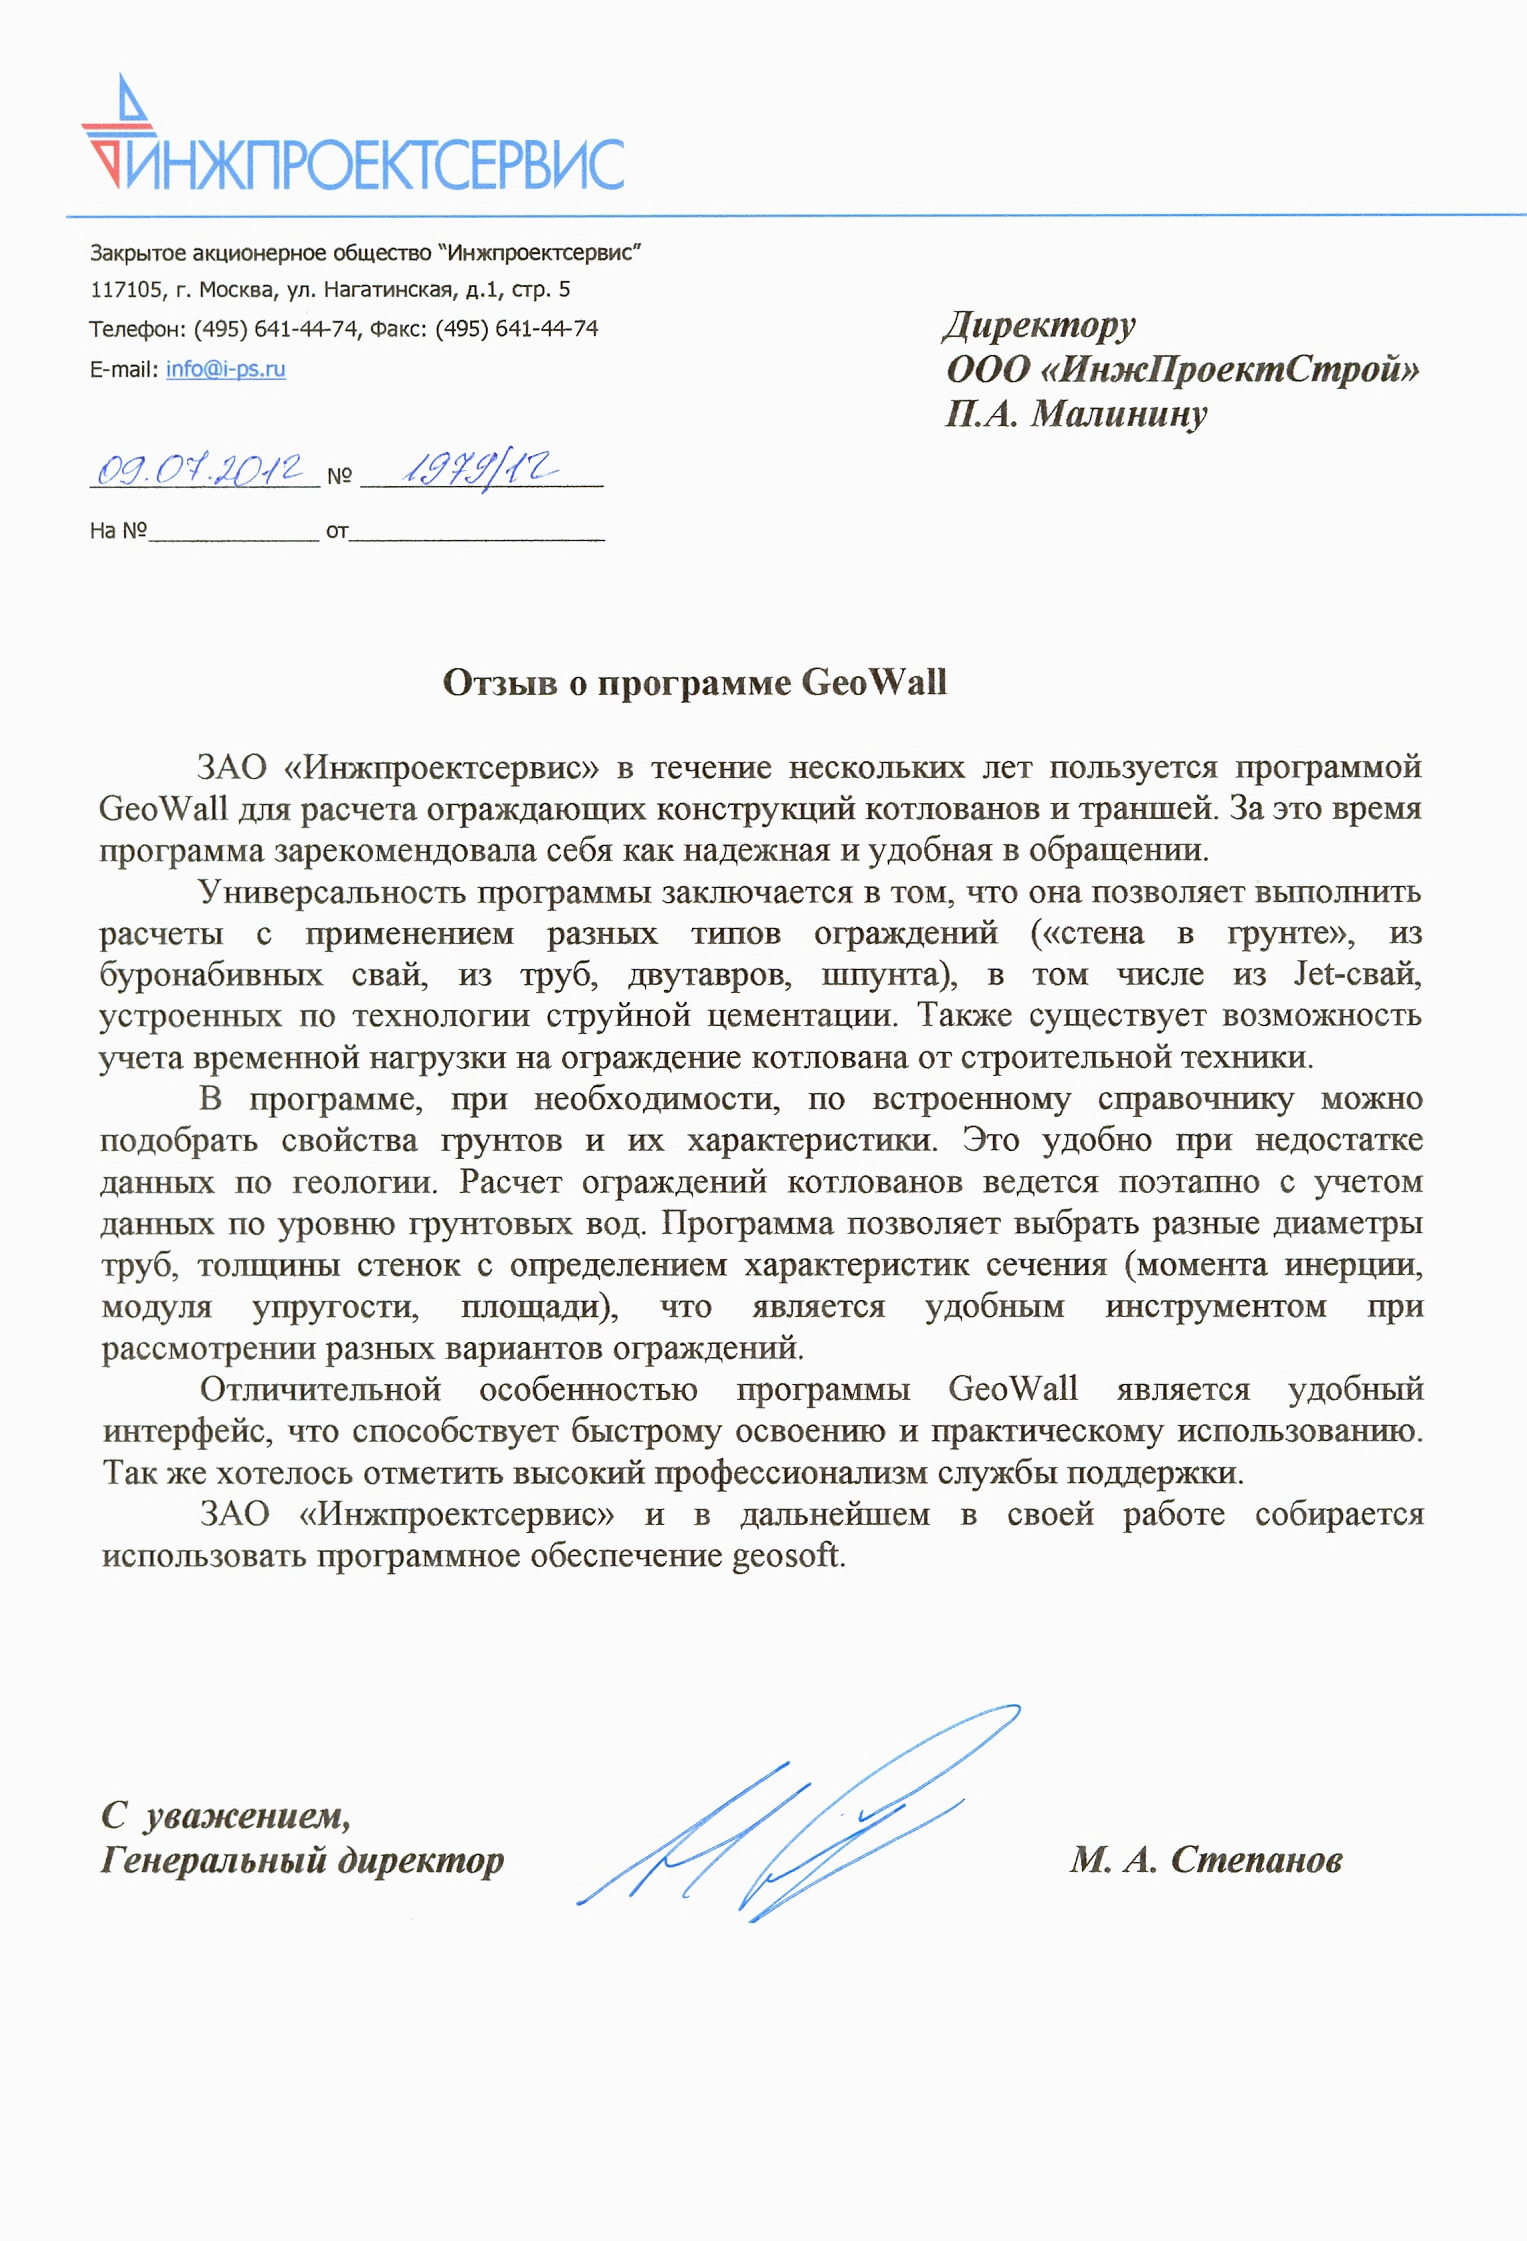 ИНЖПРОЕКТСЕРВИС
Закрытое акционерное общество "Инжпроектсервис"
117105, г. Москва, ул. Нагатинская, д.1, стр. 5
Телефон: (495) 641-44-74, Факс: (495) 641-44-74
E-mail: info@i-ps.ru
Директору
ООО «ИнжПроектСтрой»
П.А. Малинину
09.07.2012 № 1979/12
На №______________ от_____________________
Отзыв о программе GeoWall
ЗАО «Инжпроектсервис» в течение нескольких лет пользуется программой
GeoWall для расчета ограждающих конструкций котлованов и траншей. За это время
программа зарекомендовала себя как надежная и удобная в обращении.
Универсальность программы заключается в том, что она позволяет выполнить
расчеты с применением разных типов ограждений («стена в грунте», из
буронабивных свай, из труб, двутавров, шпунта), в том числе из Jet-свай,
устроенных по технологии струйной цементации. Также существует возможность
учета временной нагрузки на ограждение котлована от строительной техники.
В программе, при необходимости, по встроенному справочнику можно
подобрать свойства грунтов и их характеристики. Это удобно при недостатке
данных по геологии. Расчет ограждений котлованов ведется поэтапно с учетом
данных по уровню грунтовых вод. Программа позволяет выбрать разные диаметры
труб, толщины стенок с определением характеристик сечения (момента инерции,
модуля упругости, площади), что является удобным инструментом при
рассмотрении разных вариантов ограждений.
Отличительной особенностью программы GeoWall является удобный
интерфейс, что способствует быстрому освоению и практическому использованию.
Так же хотелось отметить высокий профессионализм службы поддержки.
ЗАО «Инжпроектсервис» и в дальнейшем в своей работе собирается
использовать программное обеспечение geosoft.
С уважением,
Генеральный директор
М. А. Степанов